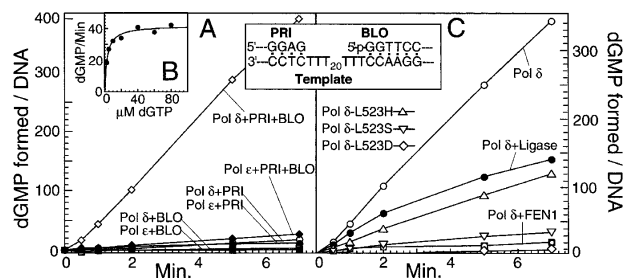 A
B
C
dGMP formed / DNA
400
300
200
100
0
dGMP/Min
40
20
0
0 40 80
µM dGTP
PRI BLO
5'---GGAG 5'-pGGTTCC---
3'---CCTCTTT20TTTCCAAGG---
Template
Pol δ+PRI+BLO
Pol ε+PRI+BLO
Pol δ+PRI
Pol ε+PRI
Pol δ+BLO
Pol ε+BLO
0 2 4 6
Min.
Pol δ
Pol δ-L523H
Pol δ-L523S
Pol δ-L523D
Pol δ+Ligase
Pol δ+FEN1
0 2 4 6
Min.
300
200
100
0
dGMP formed / DNA